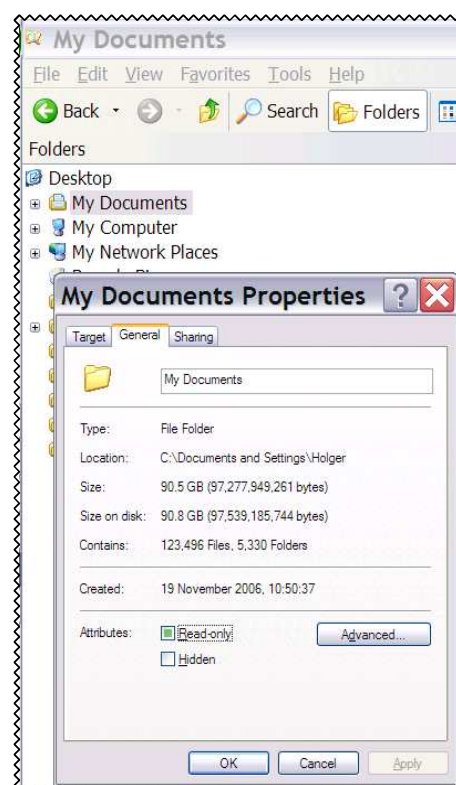 My Documents
File Edit View Favorites Tools Help
Back Search Folders
Folders
Desktop
My Documents
My Computer
My Network Places
My Documents Properties
Target General Sharing
My Documents
Type: File Folder
Location: C:\Documents and Settings\Holger
Size: 90.5 GB (97,277,949,261 bytes)
Size on disk: 90.8 GB (97,539,185,744 bytes)
Contains: 123,496 Files, 5,330 Folders
Created: 19 November 2006, 10:50:37
Attributes: Read-only Advanced...
Hidden
OK Cancel Apply